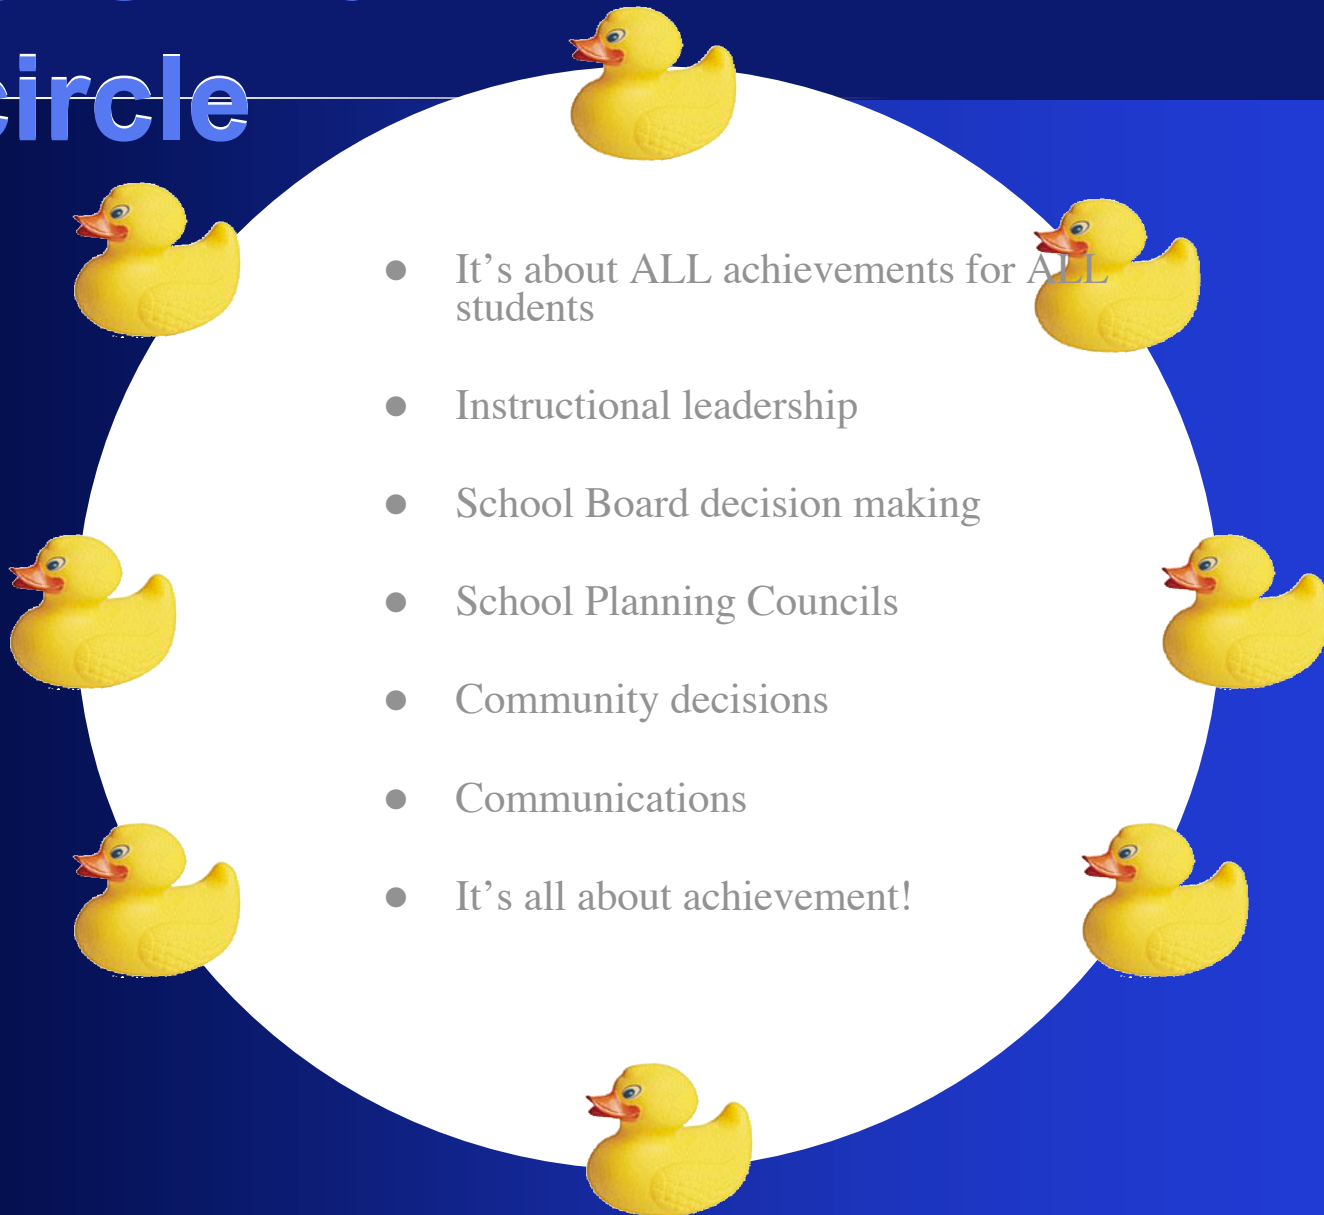 circle
● It’s about ALL achievements for ALL
students
● Instructional leadership
● School Board decision making
● School Planning Councils
● Community decisions
● Communications
● It’s all about achievement!